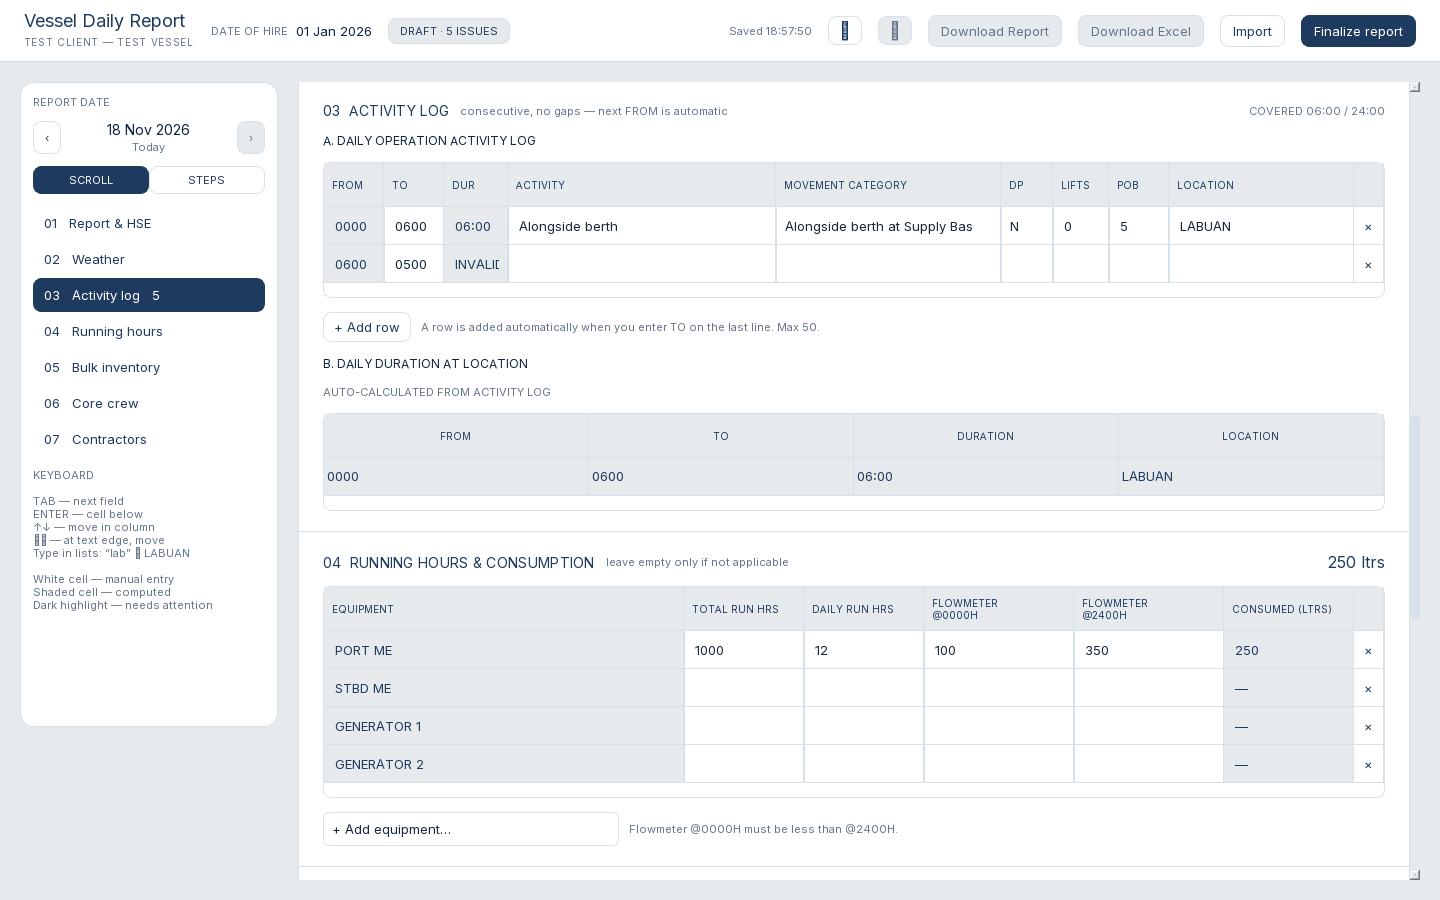 Vessel Daily Report
TEST CLIENT — TEST VESSEL
DATE OF HIRE 01 Jan 2026
DRAFT · 5 ISSUES
Saved 18:57:50
Download Report
Download Excel
Import
Finalize report
REPORT DATE
‹
18 Nov 2026
Today
›
SCROLL
STEPS
01 Report & HSE
02 Weather
03 Activity log 5
04 Running hours
05 Bulk inventory
06 Core crew
07 Contractors
KEYBOARD
TAB — next field
ENTER — cell below
↑↓ — move in column
— at text edge, move
Type in lists: “lab” LABUAN
White cell — manual entry
Shaded cell — computed
Dark highlight — needs attention
03 ACTIVITY LOG consecutive, no gaps — next FROM is automatic COVERED 06:00 / 24:00
A. DAILY OPERATION ACTIVITY LOG
FROM TO DUR ACTIVITY MOVEMENT CATEGORY DP LIFTS POB LOCATION
0000 0600 06:00 Alongside berth Alongside berth at Supply Bas N 0 5 LABUAN ×
0600 0500 INVALID ×
+ Add row A row is added automatically when you enter TO on the last line. Max 50.
B. DAILY DURATION AT LOCATION
AUTO-CALCULATED FROM ACTIVITY LOG
FROM TO DURATION LOCATION
0000 0600 06:00 LABUAN
04 RUNNING HOURS & CONSUMPTION leave empty only if not applicable 250 ltrs
EQUIPMENT TOTAL RUN HRS DAILY RUN HRS FLOWMETER @0000H FLOWMETER @2400H CONSUMED (LTRS)
PORT ME 1000 12 100 350 250 ×
STBD ME — ×
GENERATOR 1 — ×
GENERATOR 2 — ×
+ Add equipment… Flowmeter @0000H must be less than @2400H.